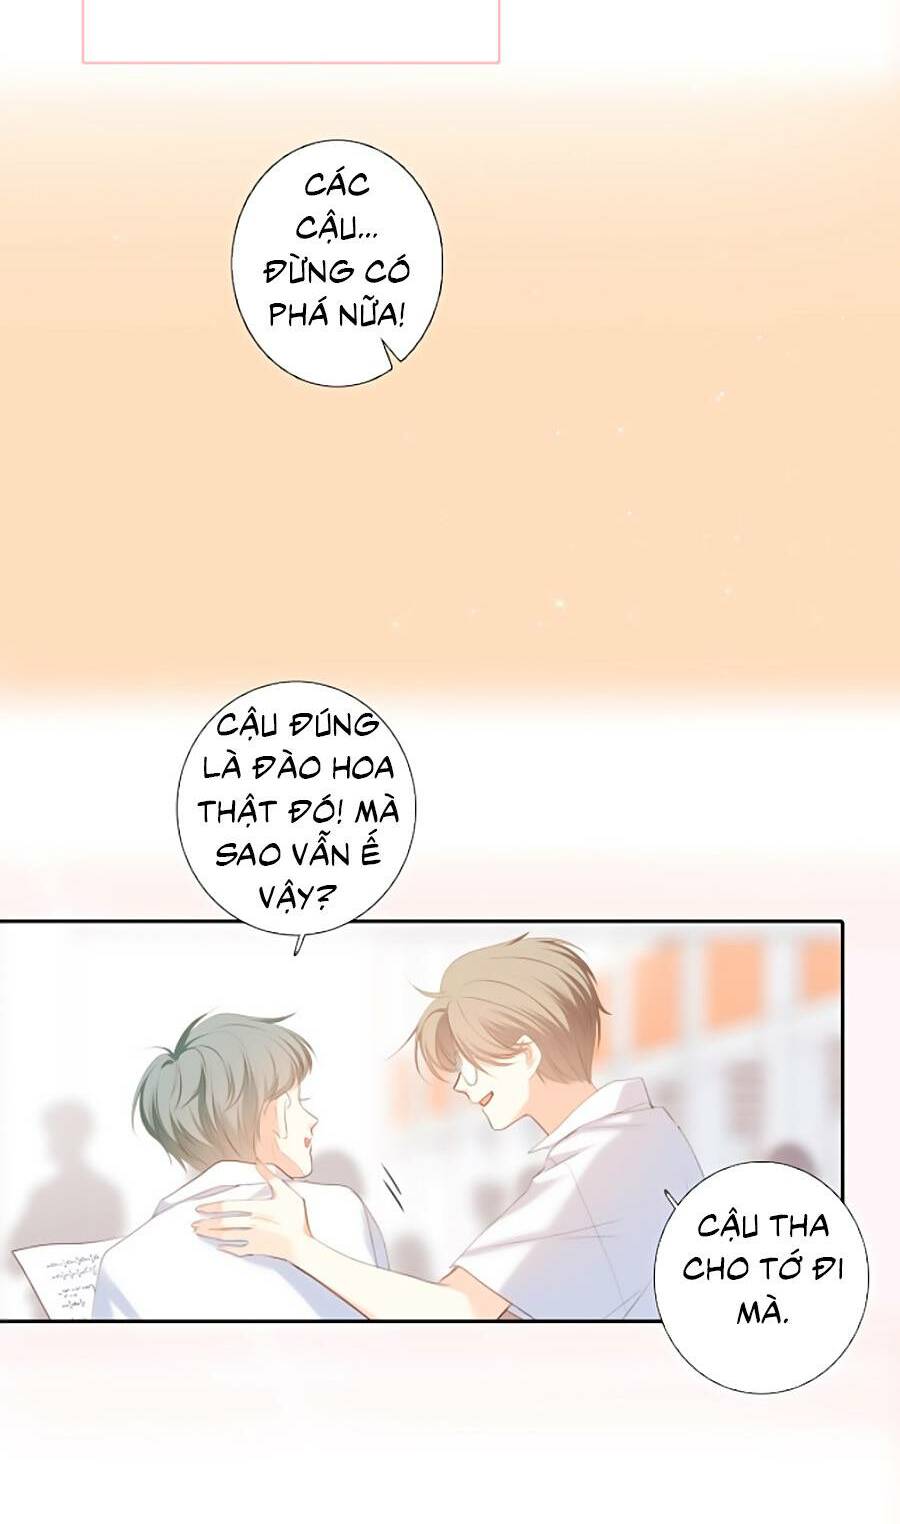 CÁC
CẬU...
ĐỪNG CÓ
PHÁ NỮA!
CẬU ĐÚNG
LÀ ĐÀO HOA
THẬT ĐÓ! MÀ
SAO VẪN Ế
VẬY?
CẬU THA
CHO TỚ ĐI
MÀ.